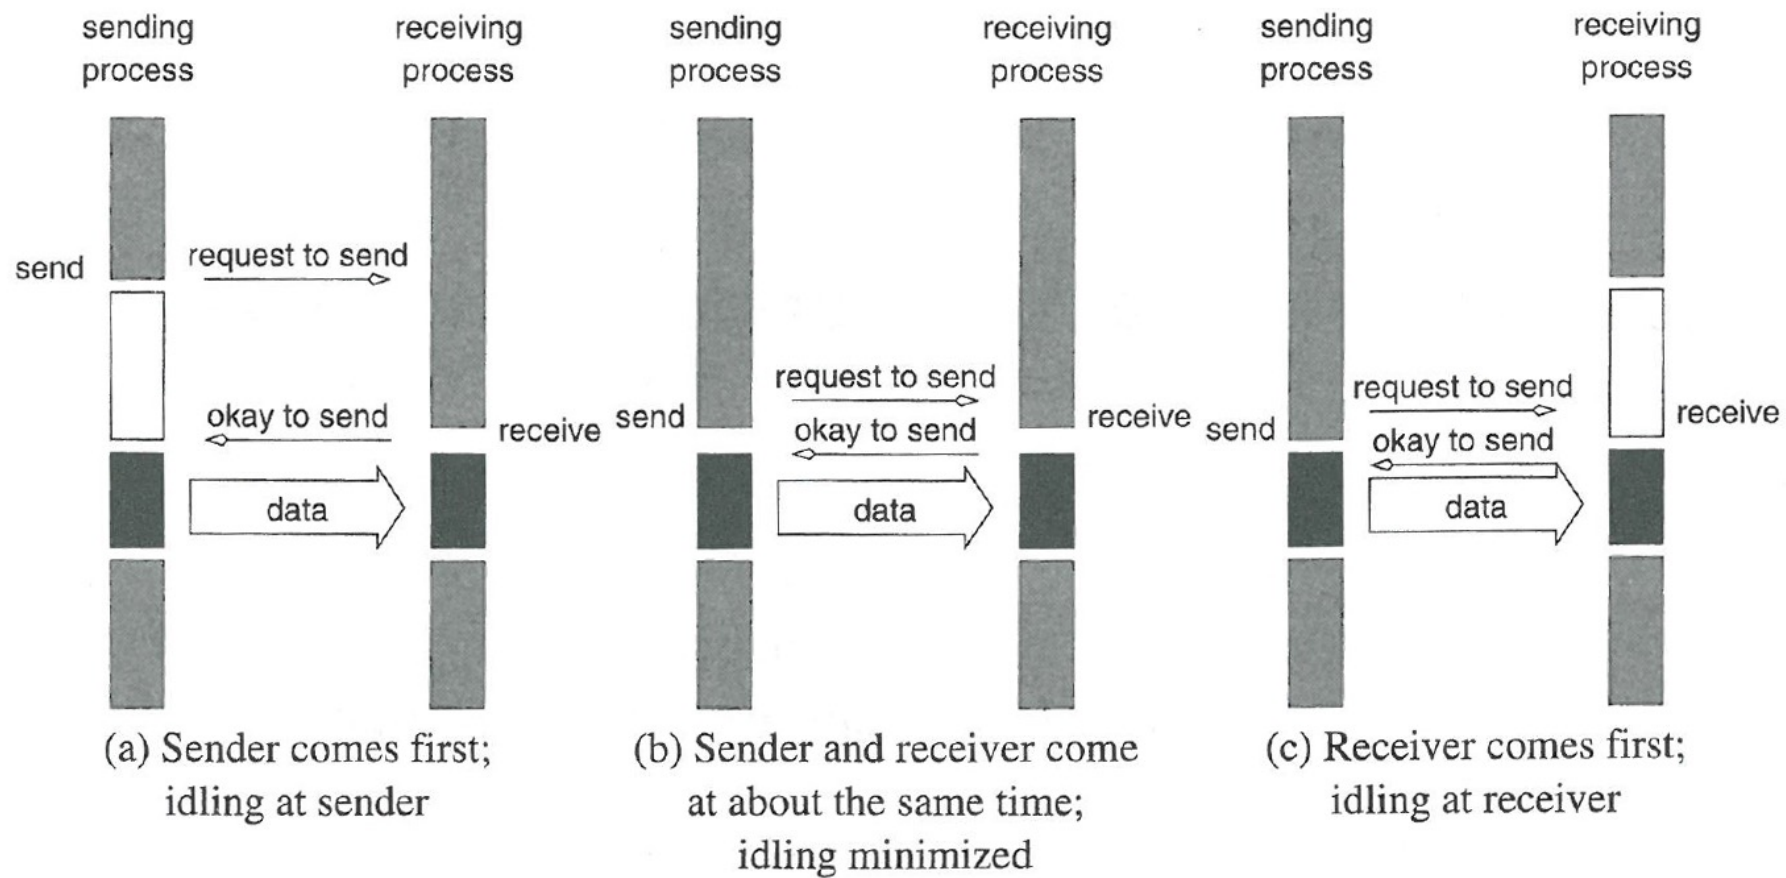 sending
process
receiving
process
sending
process
receiving
process
sending
process
receiving
process
send
request to send
okay to send
receive
data
send
request to send
okay to send
receive
data
send
request to send
okay to send
receive
data
(a) Sender comes first;
idling at sender
(b) Sender and receiver come
at about the same time;
idling minimized
(c) Receiver comes first;
idling at receiver